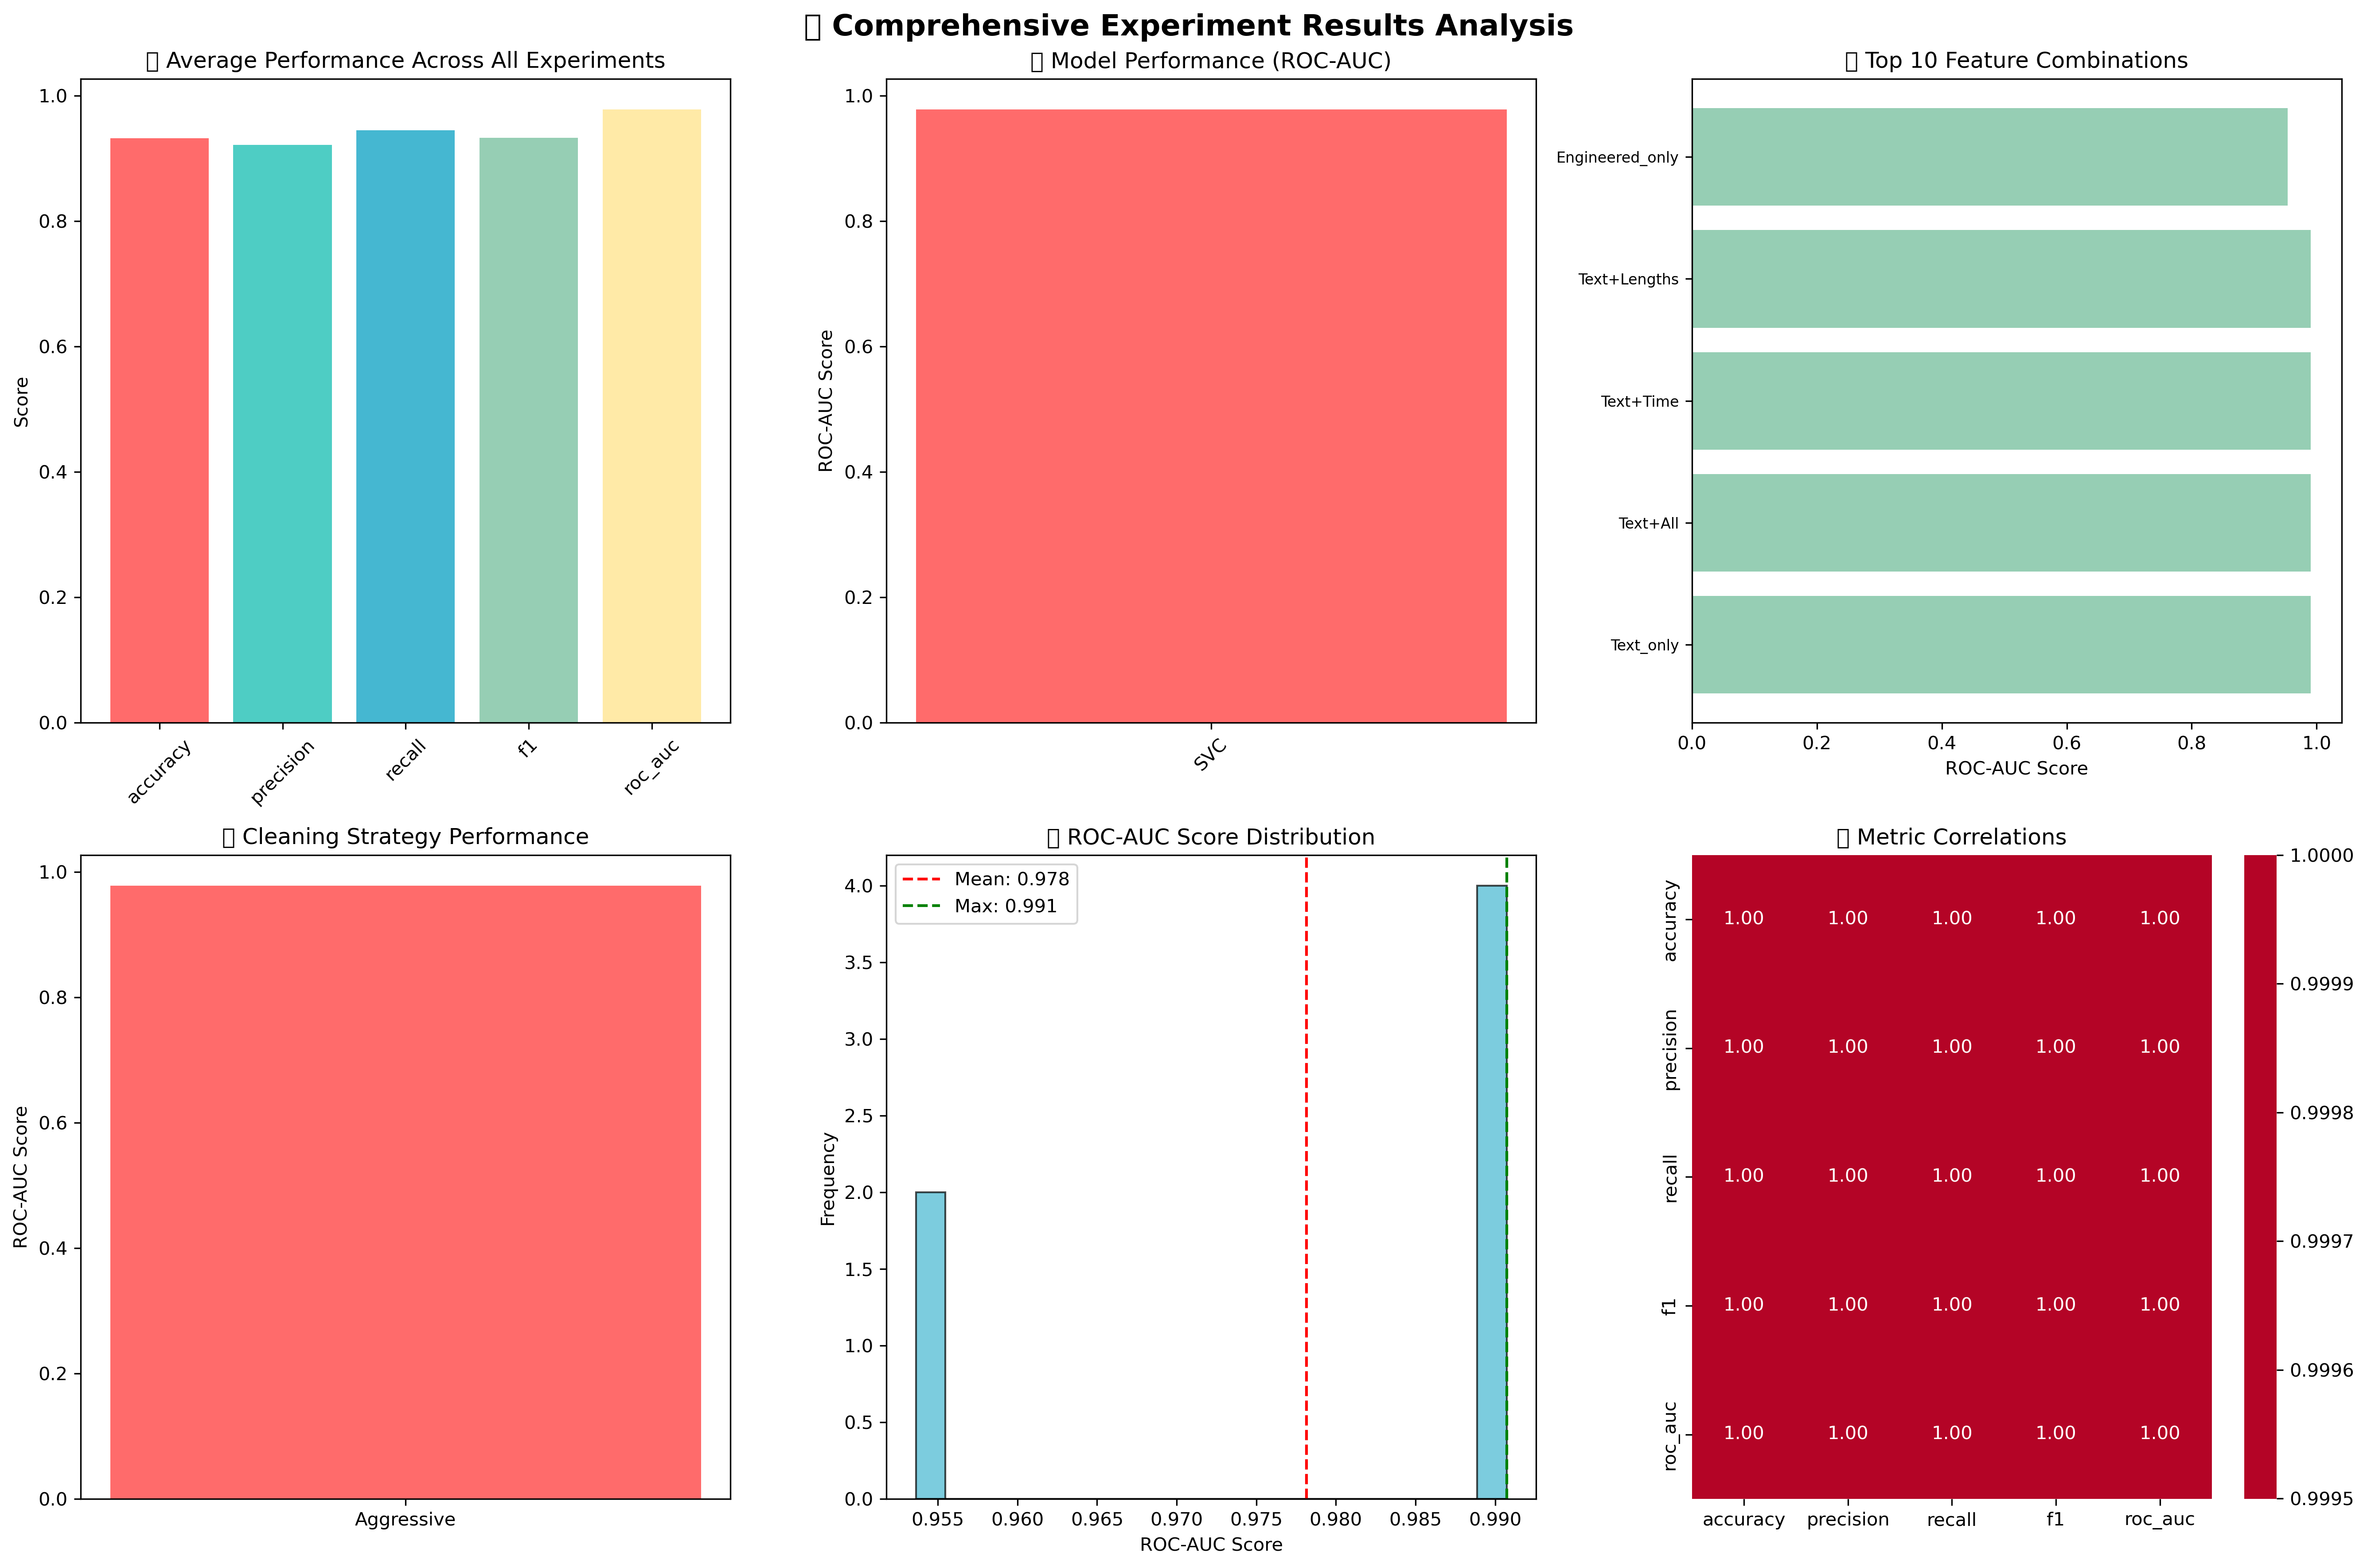 ▯ Comprehensive Experiment Results Analysis
▯ Average Performance Across All Experiments
Score
1.0
0.8
0.6
0.4
0.2
0.0
accuracy
precision
recall
f1
roc_auc
▯ Model Performance (ROC-AUC)
ROC-AUC Score
1.0
0.8
0.6
0.4
0.2
0.0
SVC
▯ Top 10 Feature Combinations
Engineered_only
Text+Lengths
Text+Time
Text+All
Text_only
0.0 0.2 0.4 0.6 0.8 1.0
ROC-AUC Score
▯ Cleaning Strategy Performance
ROC-AUC Score
1.0
0.8
0.6
0.4
0.2
0.0
Aggressive
▯ ROC-AUC Score Distribution
Mean: 0.978
Max: 0.991
Frequency
4.0
3.5
3.0
2.5
2.0
1.5
1.0
0.5
0.0
0.955 0.960 0.965 0.970 0.975 0.980 0.985 0.990
ROC-AUC Score
▯ Metric Correlations
accuracy 1.00 1.00 1.00 1.00 1.00
precision 1.00 1.00 1.00 1.00 1.00
recall 1.00 1.00 1.00 1.00 1.00
f1 1.00 1.00 1.00 1.00 1.00
roc_auc 1.00 1.00 1.00 1.00 1.00
accuracy precision recall f1 roc_auc
1.0000
0.9999
0.9998
0.9997
0.9996
0.9995